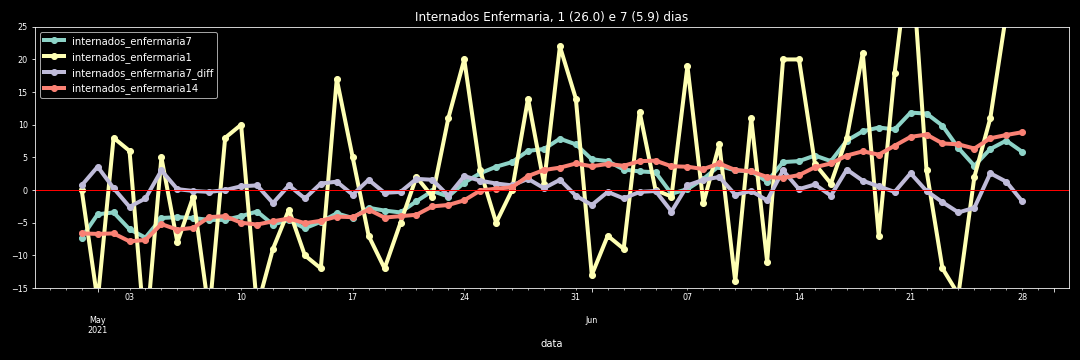 Internados Enfermaria, 1 (26.0) e 7 (5.9) dias
25
20
15
10
5
0
−5
−10
−15
internados_enfermaria7
internados_enfermaria1
internados_enfermaria7_diff
internados_enfermaria14
03 10 17 24 31 07 14 21 28
May Jun
2021
data